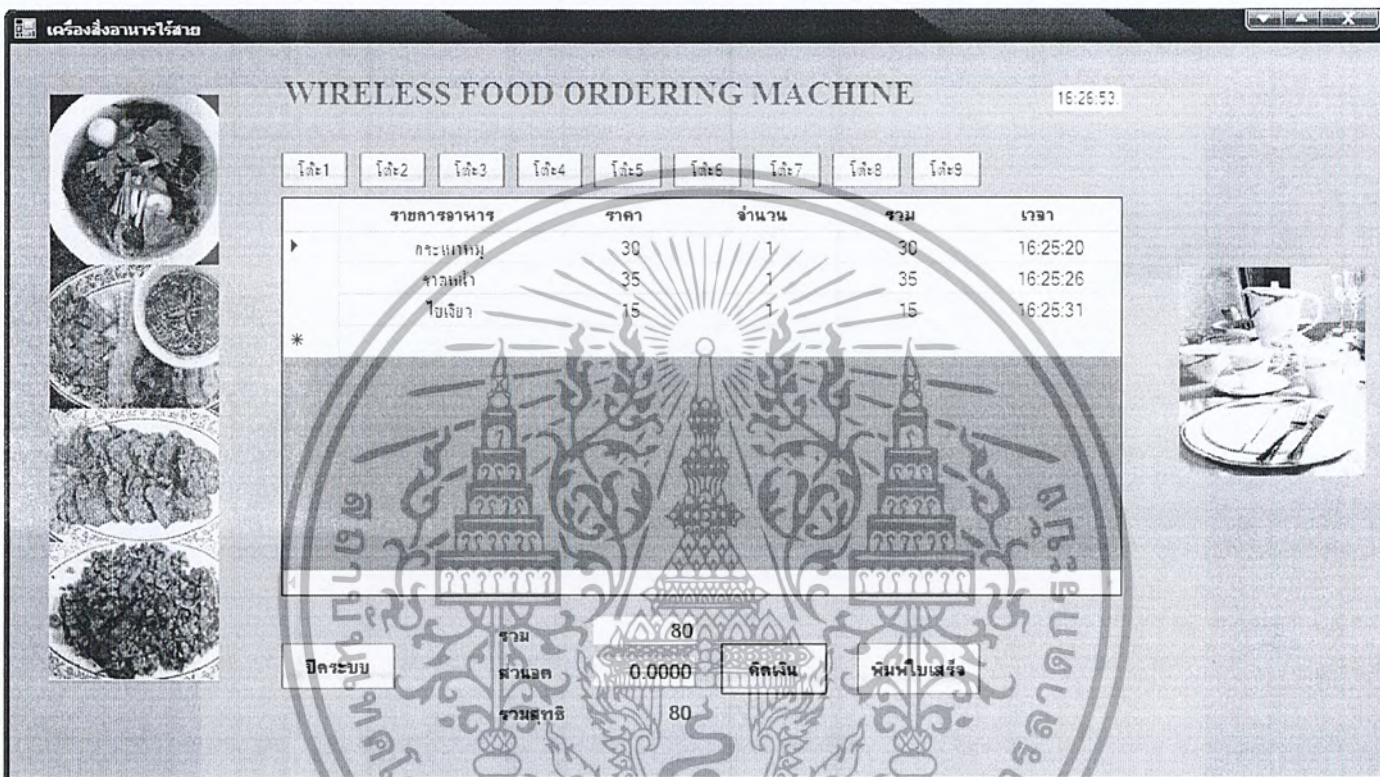 เครื่องสั่งอาหารไร้สาย
WIRELESS FOOD ORDERING MACHINE
16:26:53
โต๊ะ1 โต๊ะ2 โต๊ะ3 โต๊ะ4 โต๊ะ5 โต๊ะ6 โต๊ะ7 โต๊ะ8 โต๊ะ9
รายการอาหาร ราคา จำนวน รวม เวลา
กระเพาหมู 30 1 30 16:25:20
ราดหน้า 35 1 35 16:25:26
ไข่เจียว 15 1 15 16:25:31
*
รวม 80
ปิดระบบ ส่วนลด 0.0000 คิดเงิน พิมพ์ใบเสร็จ
รวมสุทธิ 80